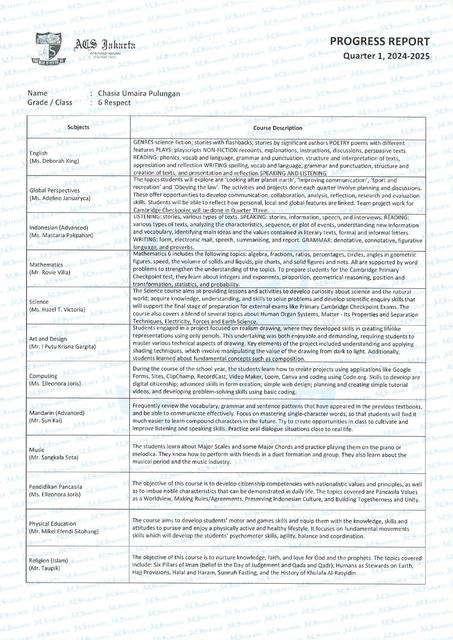 ACS Jakarta
PROGRESS REPORT
Quarter 1, 2024-2025
Name : Chasia Umaira Pulungan
Grade / Class : 6 Respect
Subjects Course Description
English
(Ms. Deborah King)
GENRES science fiction; stories with flashbacks; stories by significant authors POETRY poems with different
features PLAYS: playscripts NON-FICTION recounts, explanations, instructions, discussions, persuasive texts
READING: phonics, vocab and language, grammar and punctuation, structure and interpretation of texts,
appreciation and reflection WRITING spelling, vocab and language, grammar and punctuation, structure and
creation of texts, presentation and reflection SPEAKING AND LISTENING
Global Perspectives
(Ms. Adeline Januaryca)
The topics students will explore are 'Looking after planet earth', 'Improving communication', 'Sport and
recreation' and 'Obeying the law'. The activities and projects done each quarter involve planning and discussions.
These offer opportunities to develop communication, collaboration, analysis, reflection, research and evaluation
skills. Students will be able to reflect how personal, local and global features are linked. Team project work for
Cambridge Checkpoint will be done in Quarter Three.
Indonesian (Advanced)
(Ms. Mastaria Pakpahan)
LISTENING: stories, various types of texts. SPEAKING: stories, information, speech, and interviews. READING:
various types of texts, analyzing the characteristics, sequence, or plot of events, understanding new information
and vocabulary, identifying main ideas and the values contained in literary texts, formal and informal letters.
WRITING: form, electronic mail, speech, summarizing, and report. GRAMMAR: denotative, connotative, figurative
language, and proverbs.
Mathematics
(Mr. Rovie Villa)
Mathematics 6 includes the following topics: algebra, fractions, ratios, percentages, circles, angles in geometric
figures, speed, the volume of solids and liquids, pie charts, and solid figures and nets. All are supported by word
problems to strengthen the understanding of the topics. To prepare students for the Cambridge Primary
Checkpoint test, they learn about integers and exponents, proportion, geometrical reasoning, position and
transformation, statistics, and probability.
Science
(Ms. Hazel T. Victoria)
The Science course aims at providing lessons and activities to develop curiosity about science and the natural
world; acquire knowledge, understanding, and skills to solve problems and develop scientific enquiry skills that
will support the final stage of preparation for external exams like Primary Cambridge Checkpoint Exams. The
course also covers a blend of several topics about Human Organ Systems, Matter - Its Properties and Separation
Techniques, Electricity, Forces and Earth Science.
Art and Design
(Mr. I Putu Krisna Gargita)
Students engaged in a project focused on realism drawing, where they developed skills in creating lifelike
representations using only pencils. This undertaking was both enjoyable and demanding, requiring students to
master various technical aspects of drawing. Key elements of the project included understanding and applying
shading techniques, which involve manipulating the value of the drawing from dark to light. Additionally,
students learned about fundamental concepts such as composition.
Computing
(Ms. Elleonora Joris)
During the course of the school year, the students learn how to create projects using applications like Google
Forms, Sites, ClipChamp, RecordCast, Video-Maker, Loom, Canva and coding using Code.org. Skills to develop are
digital citizenship; advanced skills in form creation; simple web design; planning and creating simple tutorial
videos, and developing problem-solving skills using basic coding.
Mandarin (Advanced)
(Mr. Sun Kai)
Frequently review the vocabulary, grammar and sentence patterns that have appeared in the previous textbooks,
and be able to communicate effectively. Focus on mastering single-character words, so that students will find it
much easier to learn compound characters in the future. Try to create opportunities in class to cultivate and
improve listening and speaking skills. Practice oral dialogue situations close to real life.
Music
(Mr. Sangkala Seta)
The students learn about Major Scales and some Major Chords and practice playing them on the piano or
melodica. They know how to perform with friends in a duet formation and group. They also learn about
the musical period and the music industry.
Pendidikan Pancasila
(Ms. Elleonora Joris)
The objective of this course is to develop citizenship competencies with nationalist values and principles, as well
as to imbue noble characteristics that can be demonstrated in daily life. The topics covered are Pancasila Values
as a Worldview, Making Rules/Agreements, Preserving Indonesian Culture, and Building Togetherness and Unity.
Physical Education
(Mr. Mikel Efendi Sitohang)
The course aims to develop students' motor and games skills and equip them with the knowledge, skills and
attitudes to pursue and enjoy a physically active and healthy lifestyle. It focuses on fundamental movements
skills which will develop the students' psychomotor skills, agility, balance and coordination.
Religion (Islam)
(Mr. Taupik)
The objective of this course is to nurture knowledge, faith, and love for God and the prophets. The topics covered
include: Six Pillars of Iman (belief in the Day of Judgement and Qada and Qadr), Humans as Stewards on Earth,
Hajj Provisions, Halal and Haram, Sunnah Fasting, and the History of Khulafa Al-Rasyidin